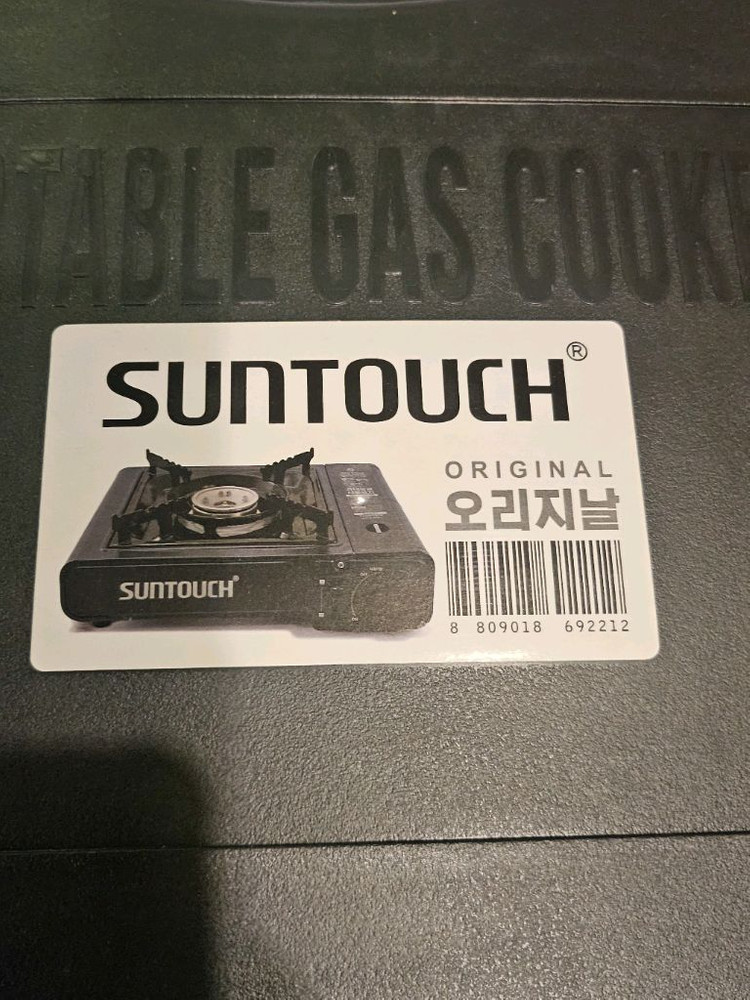 TABLE GAS COOK
SUNTOUCH®
ORIGINAL
오리지날
SUNTOUCH®
8 809018 692212